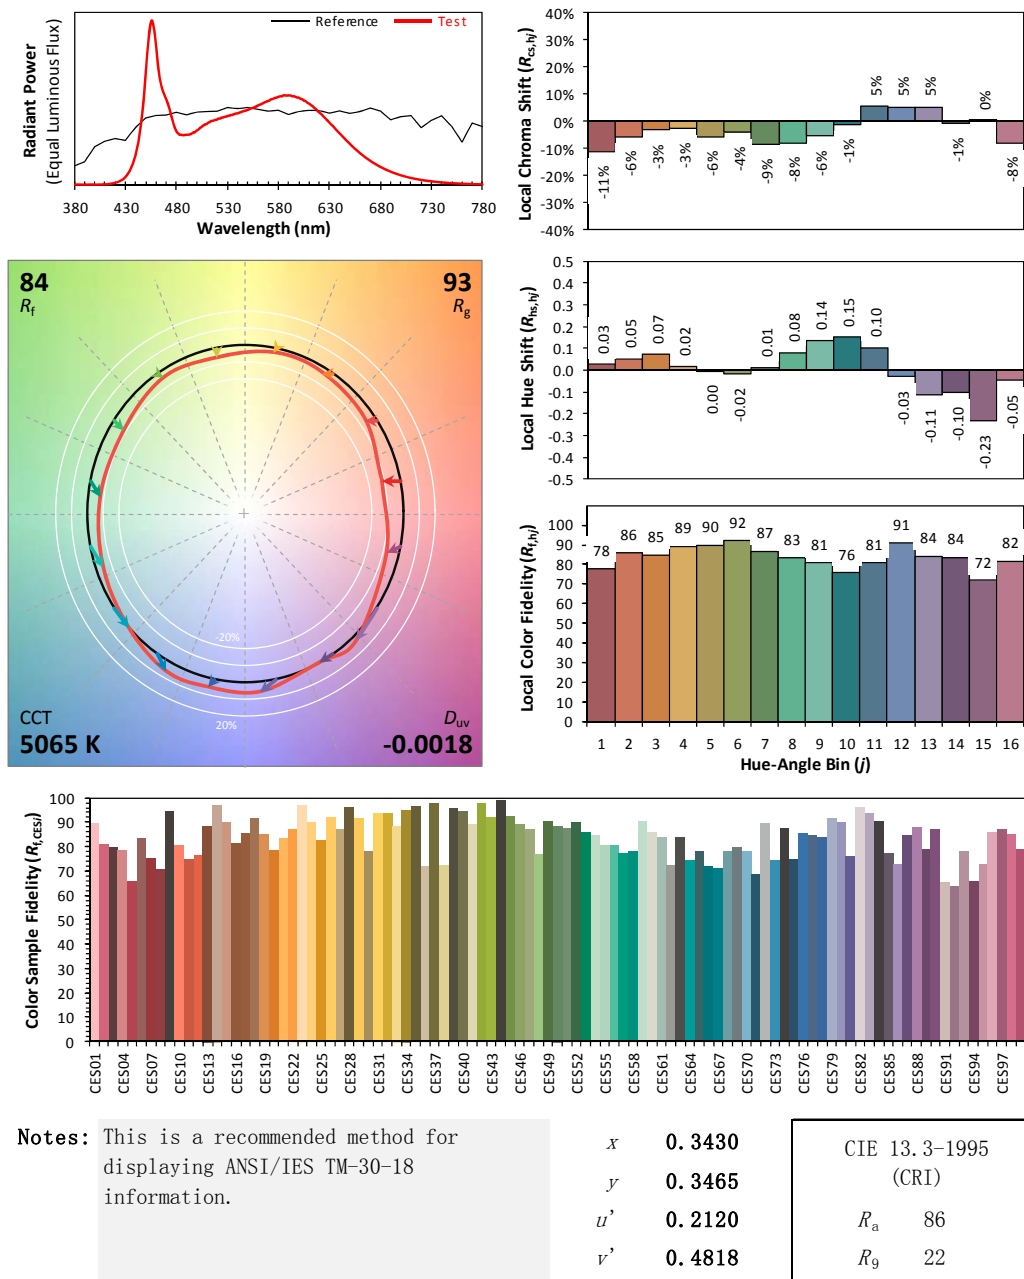 Reference
Test
Radiant Power
(Equal Luminous Flux)
380 430 480 530 580 630 680 730 780
Wavelength (nm)
Local Chroma Shift (Rcs,hj)
40%
30%
20%
10%
0%
-10%
-20%
-30%
-40%
-11% -6% -3% -3% -6% -4% -9% -8% -6% -1% 5% 5% 5% -1% 0% -8%
84
Rf
93
Rg
-20%
20%
CCT
5065 K
Duv
-0.0018
Local Hue Shift (Rhs,hj)
0.5
0.4
0.3
0.2
0.1
0.0
-0.1
-0.2
-0.3
-0.4
-0.5
0.03 0.05 0.07 0.02 0.00 -0.02 0.01 0.08 0.14 0.15 0.10 -0.03 -0.11 -0.10 -0.23 -0.05
Local Color Fidelity (Rf,hj)
100
90
80
70
60
50
40
30
20
10
0
78 86 85 89 90 92 87 83 81 76 81 91 84 84 72 82
1 2 3 4 5 6 7 8 9 10 11 12 13 14 15 16
Hue-Angle Bin (j)
Color Sample Fidelity (Rf,CESi)
100
90
80
70
60
50
40
30
20
10
0
CES01 CES04 CES07 CES10 CES13 CES16 CES19 CES22 CES25 CES28 CES31 CES34 CES37 CES40 CES43 CES46 CES49 CES52 CES55 CES58 CES61 CES64 CES67 CES70 CES73 CES76 CES79 CES82 CES85 CES88 CES91 CES94 CES97
Notes: This is a recommended method for
displaying ANSI/IES TM-30-18
information.
x 0.3430
y 0.3465
u' 0.2120
v' 0.4818
CIE 13.3-1995
(CRI)
Ra 86
R9 22